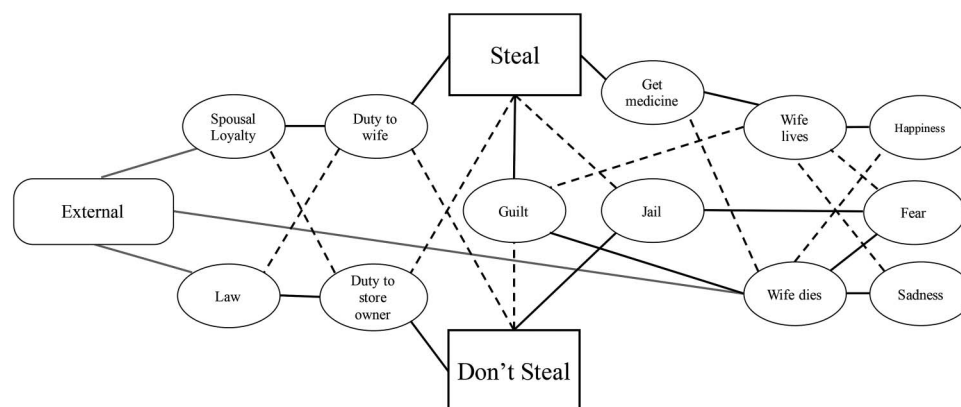 Steal
Get
medicine
Spousal
Loyalty
Duty to
wife
Wife
lives
Happiness
External
Guilt
Jail
Fear
Law
Duty to
store
owner
Wife dies
Sadness
Don’t Steal